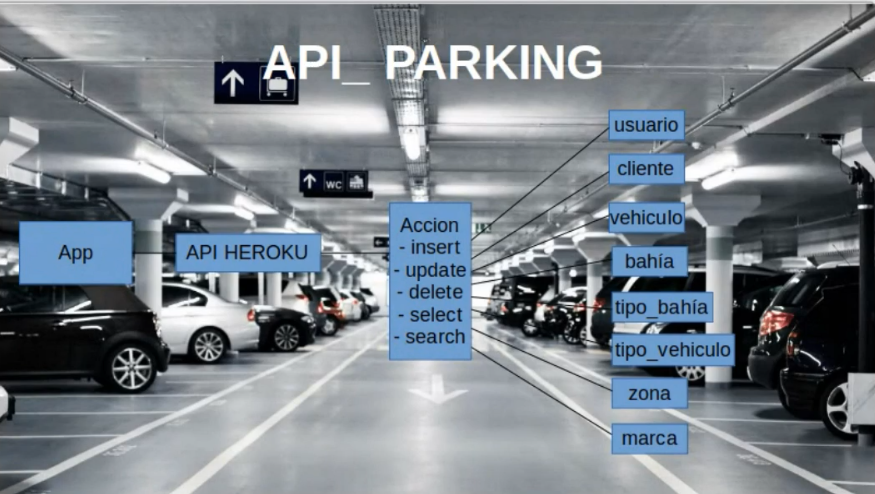 API_ PARKING
WC
App
API HEROKU
Accion
- insert
- update
- delete
- select
- search
usuario
cliente
vehiculo
bahía
tipo_bahía
tipo_vehiculo
zona
marca